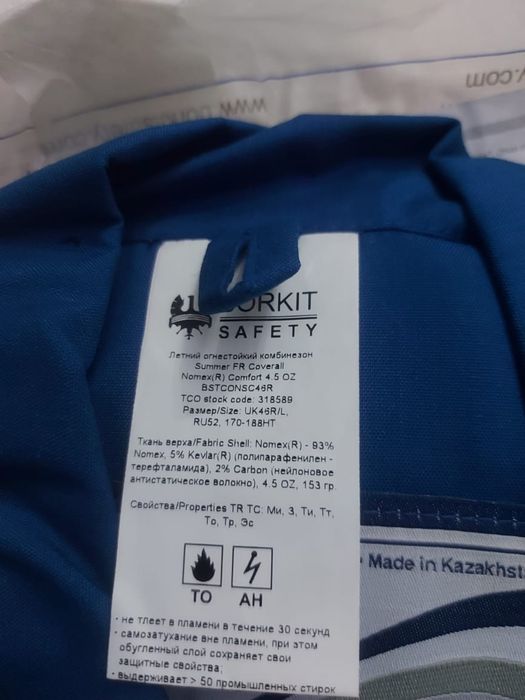 www.
SAFETY
Летний огнестойкий комбинезон
Summer FR Coverall
Nomex(R) Comfort 4.5 OZ
BSTCONSC46R
TCO stock code: 318589
Размер/Size: UK46R/L,
RU52, 170-188HT
Ткань верха/Fabric Shell: Nomex(R) - 93%
Nomex, 5% Kevlar(R) (полипарафенилен -
терефталамида), 2% Carbon (нейлоновое
антистатическое волокно), 4.5 OZ, 153 гр.
Свойства/Properties TR TC: Ми, З, Ти, Тт,
То, Тр, Эс
ТО АН
· не тлеет в пламени в течение 30 секунд
· самозатухание вне пламени, при этом
обугленный слой сохраняет свои
защитные свойства;
· выдерживает > 50 промышленных стирок
· Made in Kazakhst